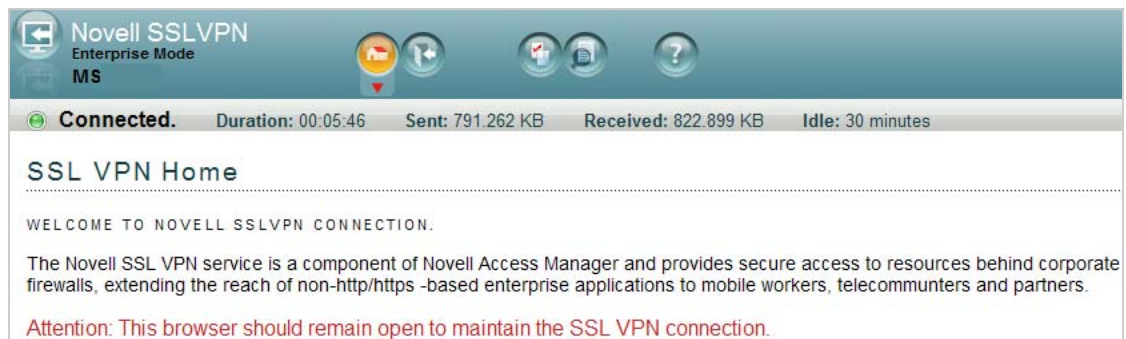 Novell SSLVPN
Enterprise Mode
MS
?
Connected. Duration: 00:05:46 Sent: 791.262 KB Received: 822.899 KB Idle: 30 minutes
SSL VPN Home
WELCOME TO NOVELL SSLVPN CONNECTION.
The Novell SSL VPN service is a component of Novell Access Manager and provides secure access to resources behind corporate
firewalls, extending the reach of non-http/https -based enterprise applications to mobile workers, telecommunters and partners.
Attention: This browser should remain open to maintain the SSL VPN connection.